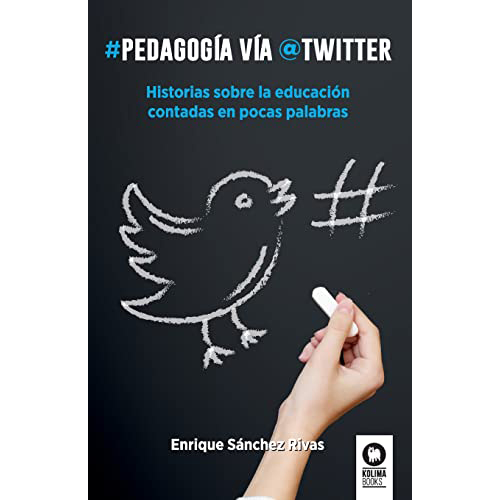 #PEDAGOGÍA VÍA @TWITTER
Historias sobre la educación
contadas en pocas palabras
#
Enrique Sánchez Rivas
KOLIMA
BOOKS